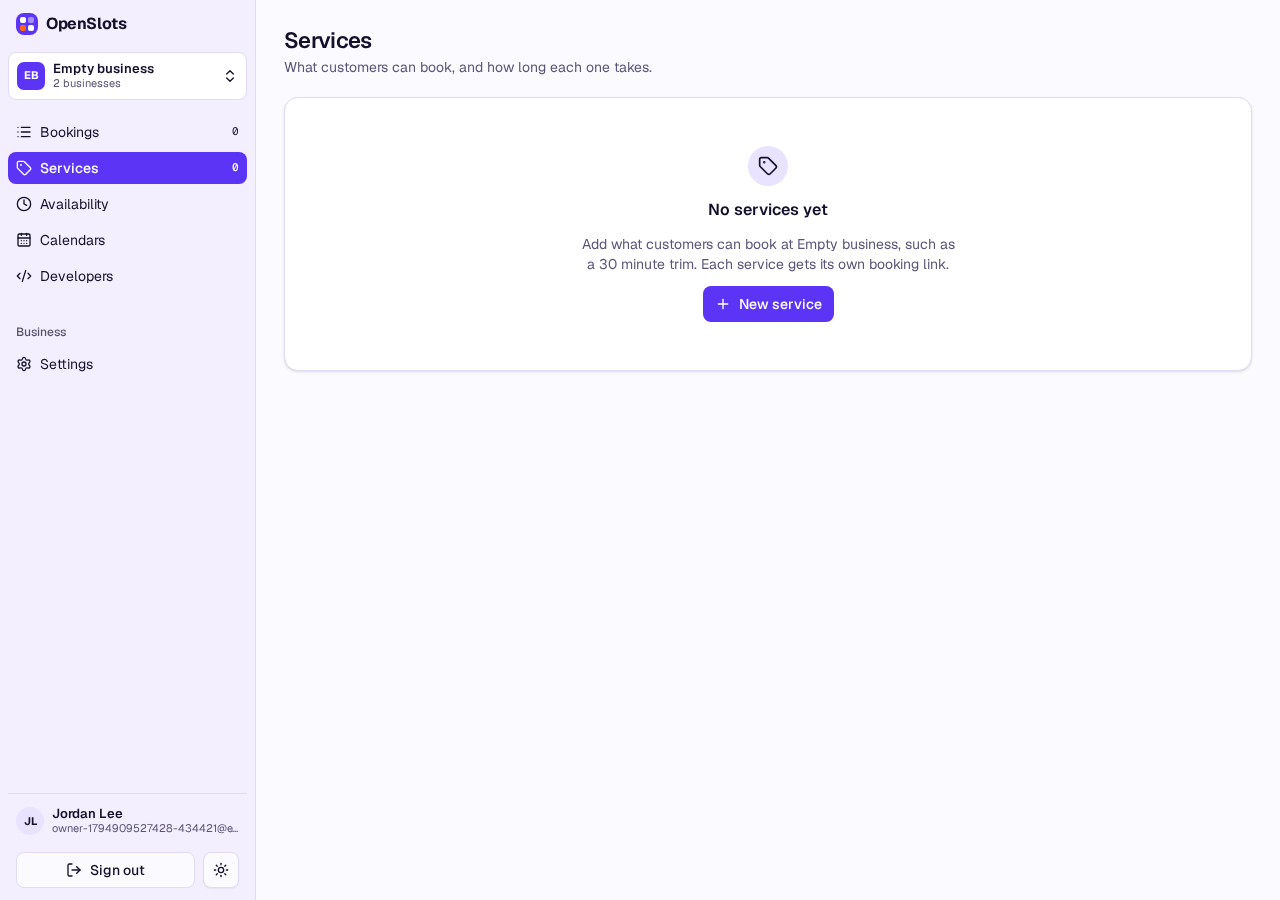 OpenSlots
EB
Empty business
2 businesses
Bookings 0
Services 0
Availability
Calendars
Developers
Business
Settings
JL
Jordan Lee
owner-1794909527428-434421@e...
Sign out
Services
What customers can book, and how long each one takes.
No services yet
Add what customers can book at Empty business, such as
a 30 minute trim. Each service gets its own booking link.
New service